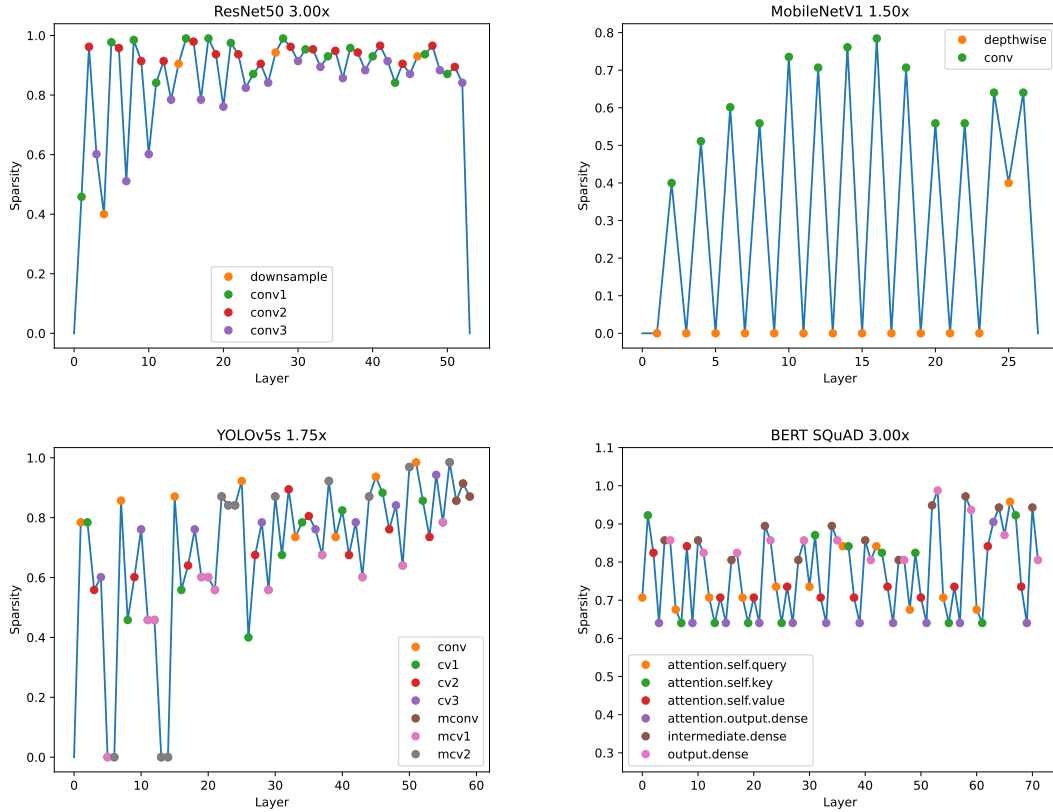 ResNet50 3.00x
1.0
0.8
0.6
0.4
0.2
0.0
Sparsity
0 10 20 30 40 50
Layer
downsample
conv1
conv2
conv3
MobileNetV1 1.50x
0.8
0.7
0.6
0.5
0.4
0.3
0.2
0.1
0.0
Sparsity
0 5 10 15 20 25
Layer
depthwise
conv
YOLOv5s 1.75x
1.0
0.8
0.6
0.4
0.2
0.0
Sparsity
0 10 20 30 40 50 60
Layer
conv
cv1
cv2
cv3
mconv
mcv1
mcv2
BERT SQuAD 3.00x
1.1
1.0
0.9
0.8
0.7
0.6
0.5
0.4
0.3
Sparsity
0 10 20 30 40 50 60 70
Layer
attention.self.query
attention.self.key
attention.self.value
attention.output.dense
intermediate.dense
output.dense